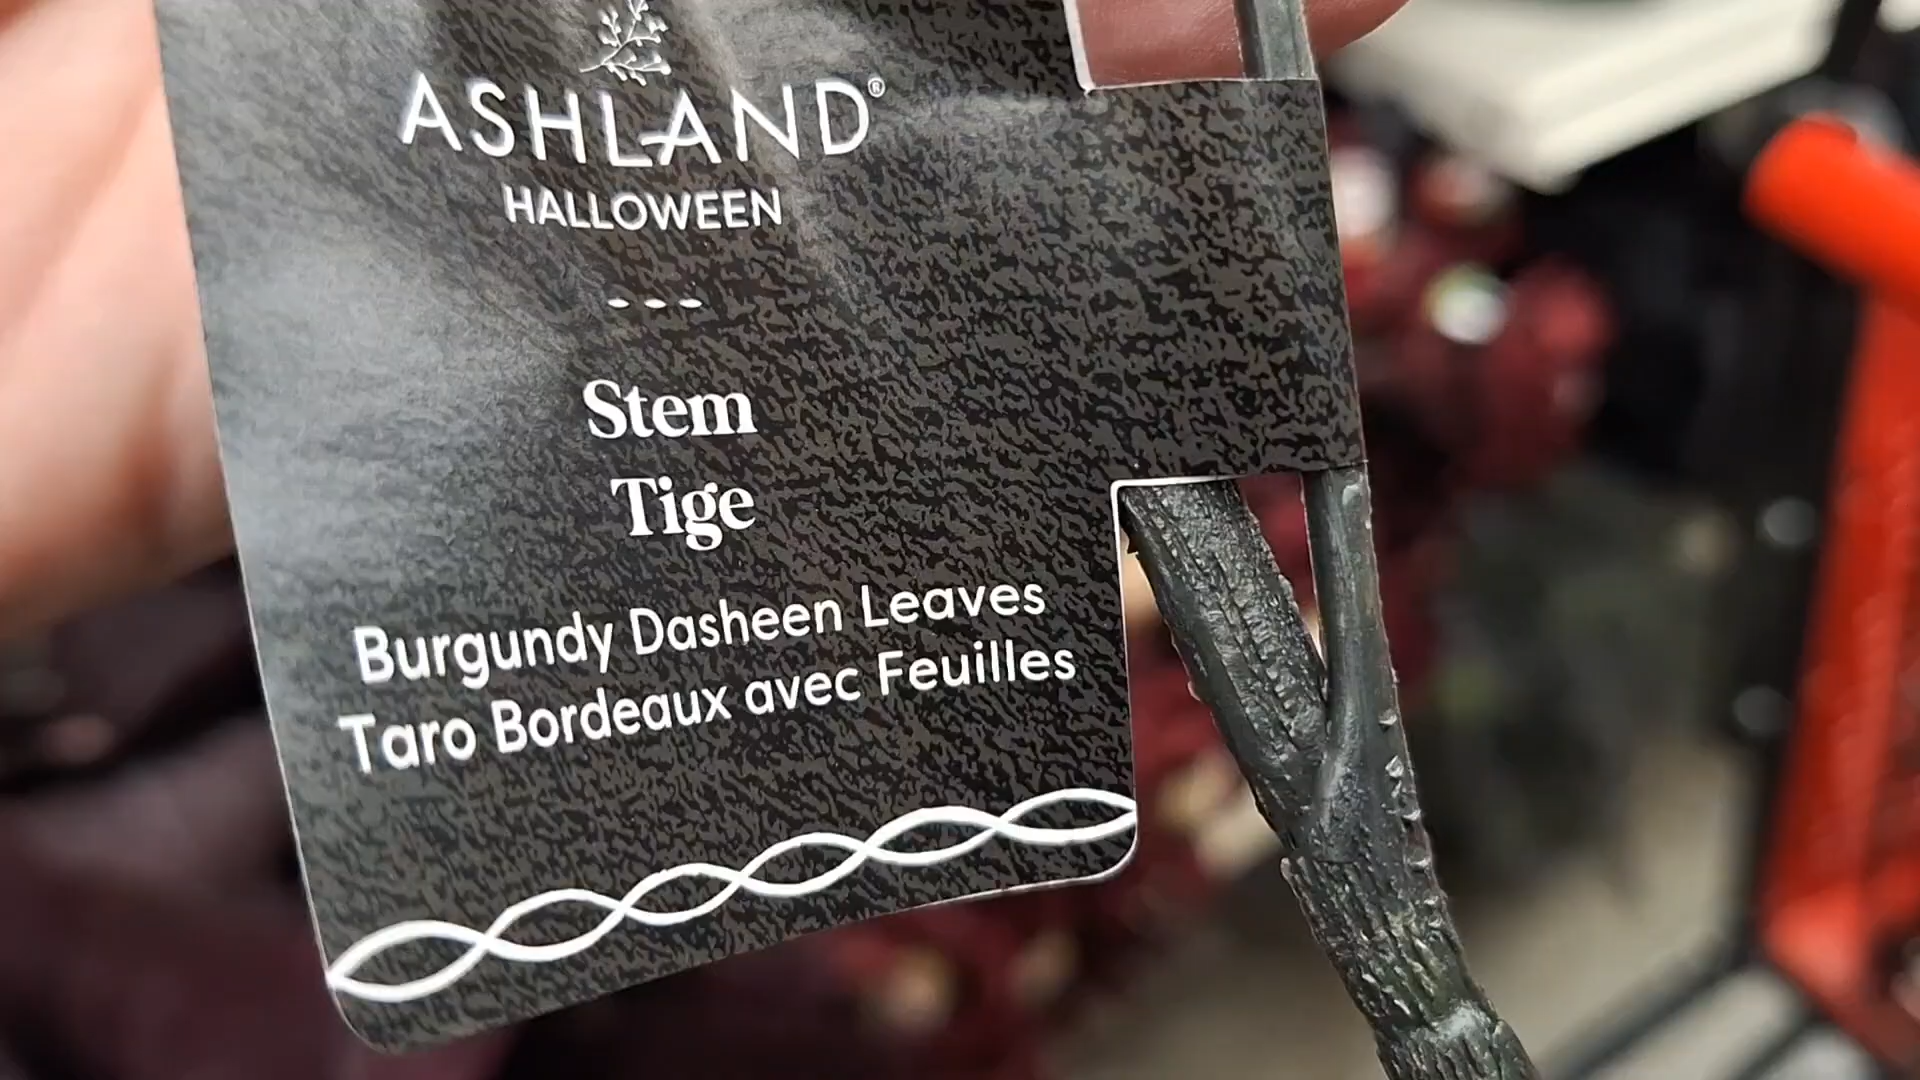 ASHLAND®
HALLOWEEN
---
Stem
Tige
Burgundy Dasheen Leaves
Taro Bordeaux avec Feuilles